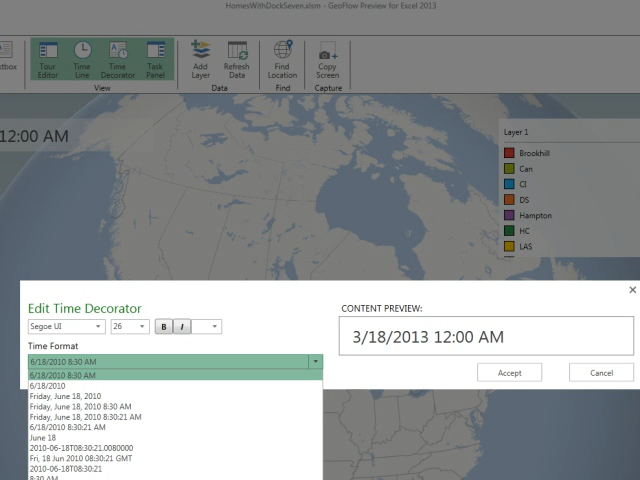 HomesWithDockSeven.xlsm - GeoFlow Preview for Excel 2013
xtbox
Tour Editor
Time Line
Time Decorator
Task Panel
Add Layer
Refresh Data
Find Location
Copy Screen
View
Data
Find
Capture
12:00 AM
Layer 1
Brookhill
Can
CI
DS
Hampton
HC
LAS
Edit Time Decorator
Segoe UI
26
B
I
Time Format
6/18/2010 8:30 AM
6/18/2010 8:30 AM
6/18/2010
Friday, June 18, 2010
Friday, June 18, 2010 8:30 AM
Friday, June 18, 2010 8:30:21 AM
6/18/2010 8:30:21 AM
June 18
2010-06-18T08:30:21.0080000
Fri, 18 Jun 2010 08:30:21 GMT
2010-06-18T08:30:21
8:30 AM
CONTENT PREVIEW:
3/18/2013 12:00 AM
Accept
Cancel